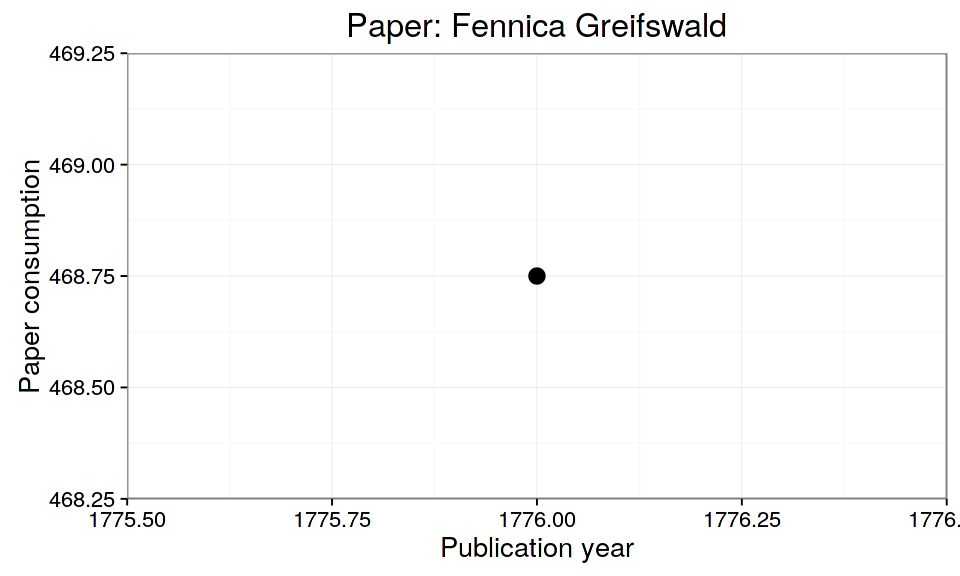 Paper: Fennica Greifswald
469.25
469.00
468.75
468.50
468.25
Paper consumption
1775.50 1775.75 1776.00 1776.25 1776.
Publication year